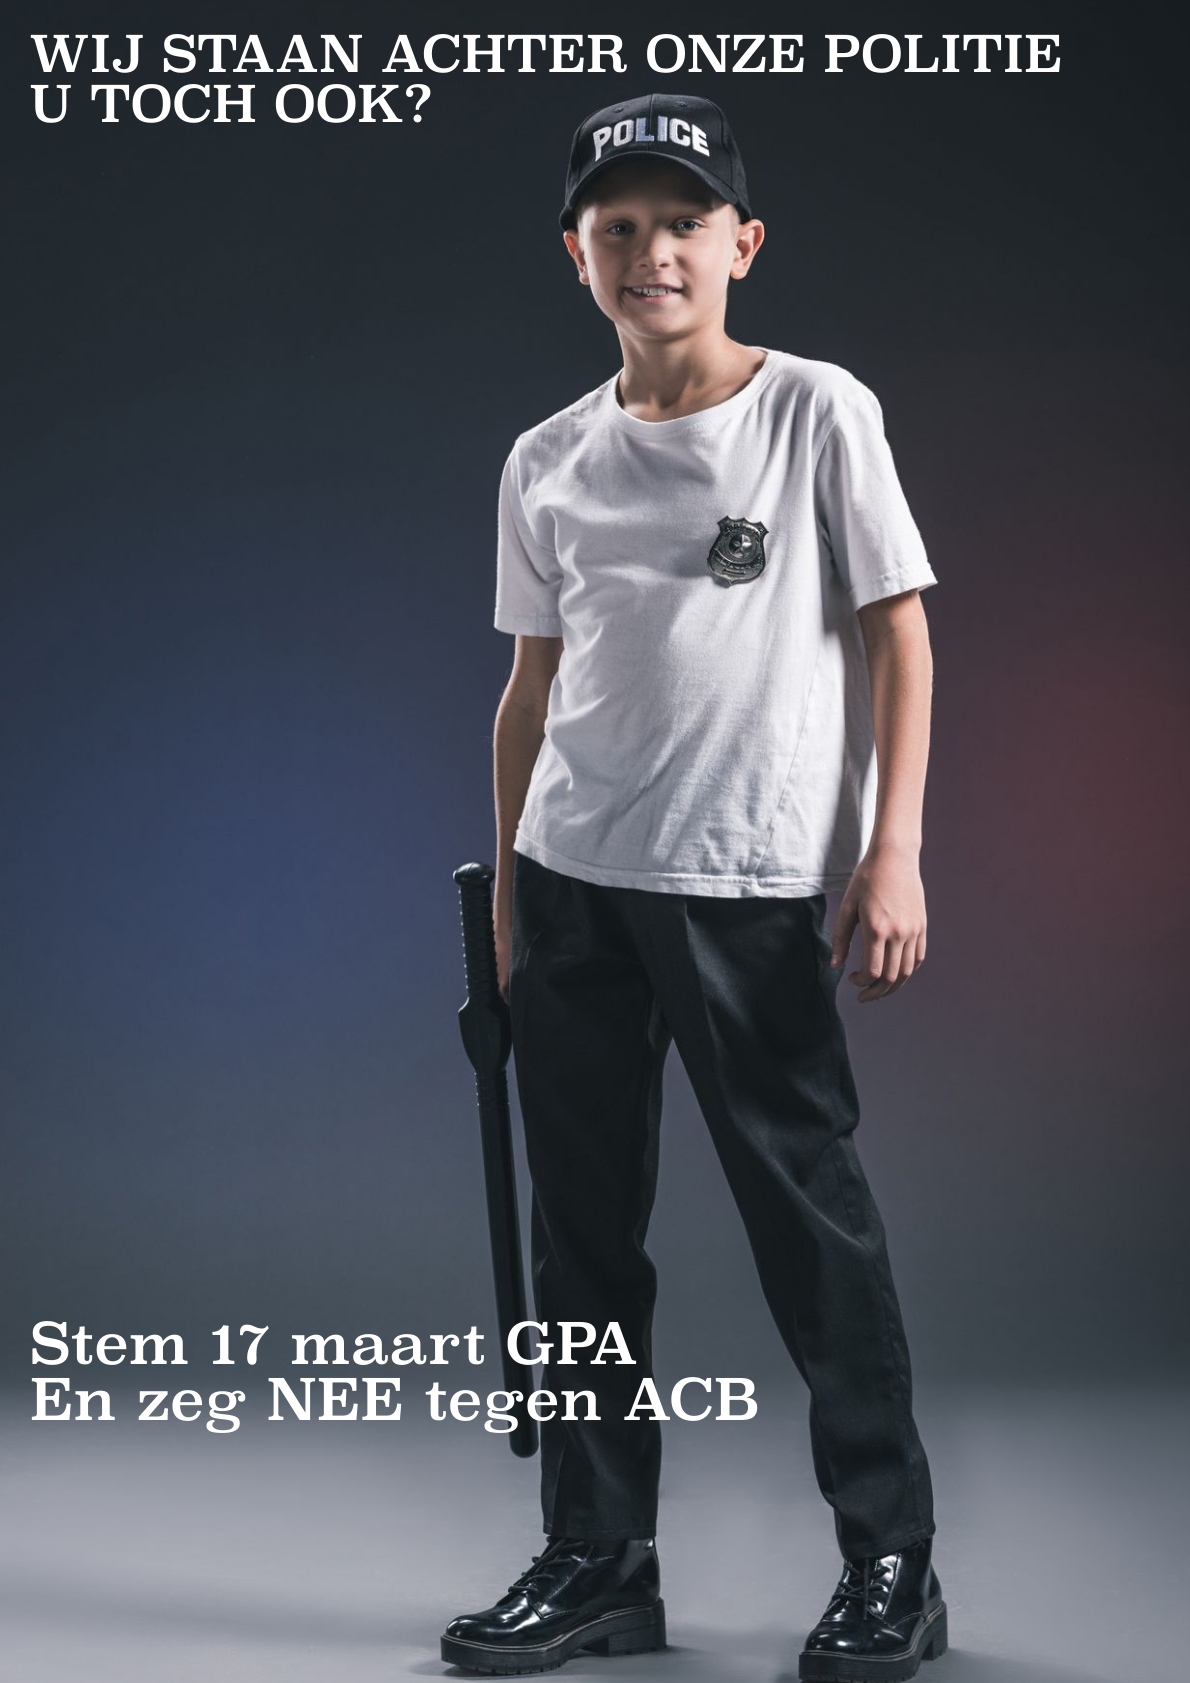 WIJ STAAN ACHTER ONZE POLITIE
U TOCH OOK?
POLICE
Stem 17 maart GPA
En zeg NEE tegen ACB